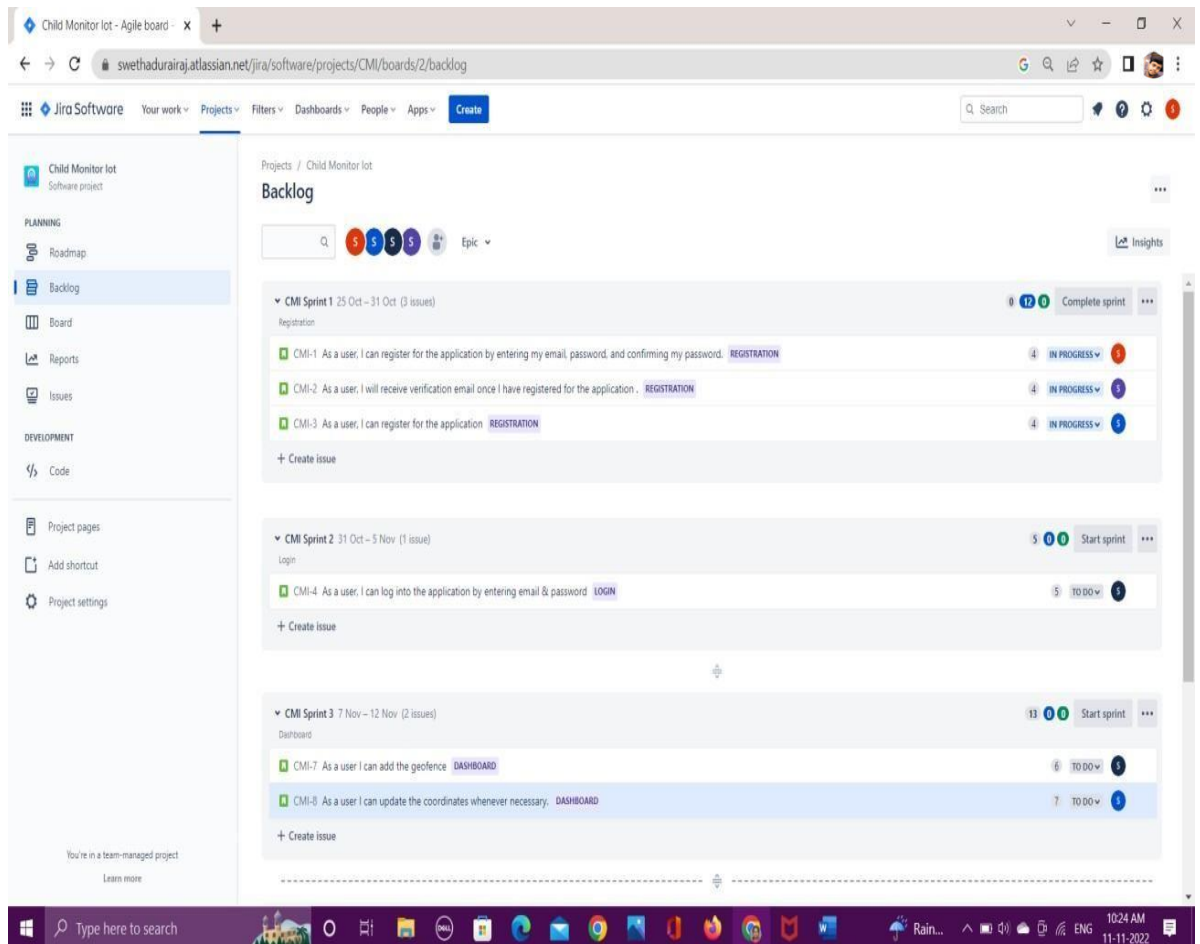 Child Monitor Iot - Agile board -
swethadurairaj.atlassian.net/jira/software/projects/CMI/boards/2/backlog
Jira Software Your work Projects Filters Dashboards People Apps Create Search
Child Monitor Iot
Software project
PLANNING
Roadmap
Backlog
Board
Reports
Issues
DEVELOPMENT
Code
Project pages
Add shortcut
Project settings
You're in a team-managed project
Learn more
Projects / Child Monitor Iot
Backlog
S S S S Epic Insights
CMI Sprint 1 25 Oct – 31 Oct (3 issues) 0 12 0 Complete sprint
Registration
CMI-1 As a user, I can register for the application by entering my email, password, and confirming my password. REGISTRATION 4 IN PROGRESS S
CMI-2 As a user, I will receive verification email once I have registered for the application . REGISTRATION 4 IN PROGRESS S
CMI-3 As a user, I can register for the application REGISTRATION 4 IN PROGRESS S
+ Create issue
CMI Sprint 2 31 Oct – 5 Nov (1 issue) 5 0 0 Start sprint
Login
CMI-4 As a user, I can log into the application by entering email & password LOGIN 5 TO DO S
+ Create issue
CMI Sprint 3 7 Nov – 12 Nov (2 issues) 13 0 0 Start sprint
Dashboard
CMI-7 As a user I can add the geofence DASHBOARD 6 TO DO S
CMI-8 As a user I can update the coordinates whenever necessary. DASHBOARD 7 TO DO S
+ Create issue
Type here to search
Rain... ENG 10:24 AM
11-11-2022